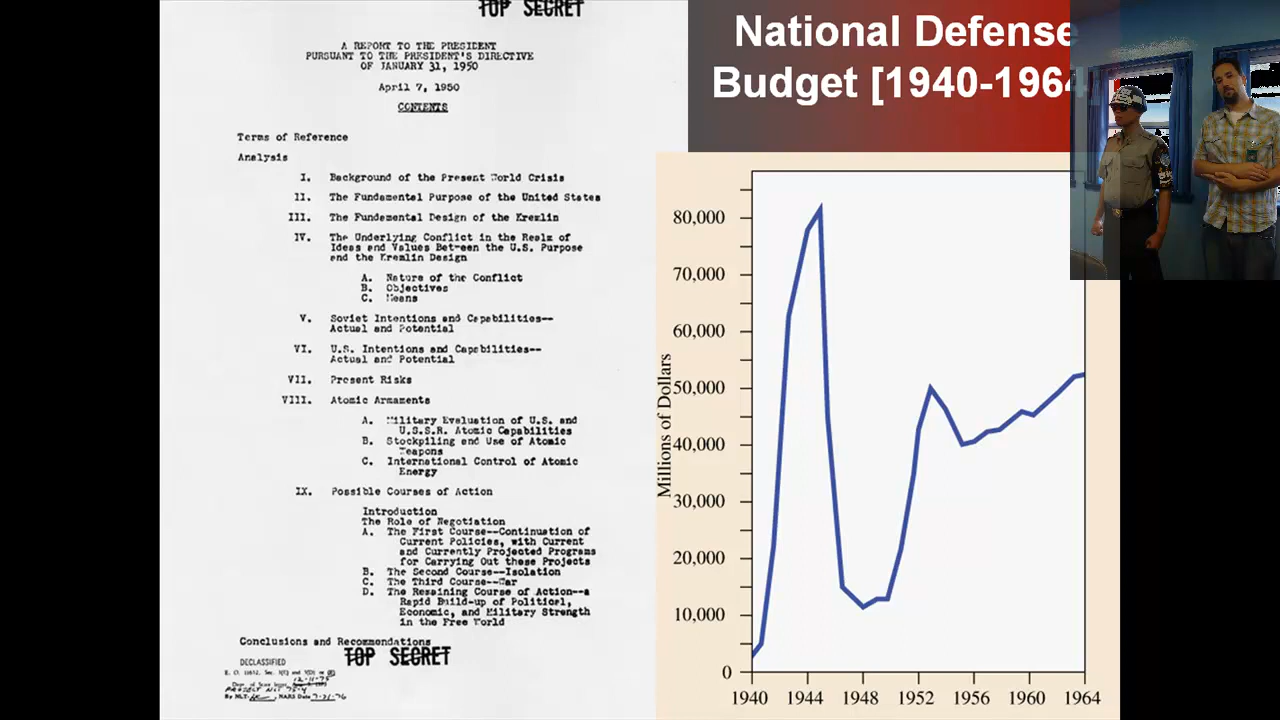 TOP SECRET
A REPORT TO THE PRESIDENT
PURSUANT TO THE PRESIDENT'S DIRECTIVE
OF JANUARY 31, 1950
April 7, 1950
CONTENTS
Terms of Reference
Analysis
I. Background of the Present World Crisis
II. The Fundamental Purpose of the United States
III. The Fundamental Design of the Kremlin
IV. The Underlying Conflict in the Realm of
Ideas and Values Between the U.S. Purpose
and the Kremlin Design
A. Nature of the Conflict
B. Objectives
C. Means
V. Soviet Intentions and Capabilities--
Actual and Potential
VI. U.S. Intentions and Capabilities--
Actual and Potential
VII. Present Risks
VIII. Atomic Armaments
A. Military Evaluation of U.S. and
U.S.S.R. Atomic Capabilities
B. Stockpiling and Use of Atomic
Weapons
C. International Control of Atomic
Energy
IX. Possible Courses of Action
Introduction
The Role of Negotiation
A. The First Course--Continuation of
Current Policies, with Current
and Currently Projected Programs
for Carrying Out these Projects
B. The Second Course--Isolation
C. The Third Course--War
D. The Remaining Course of Action--a
Rapid Build-up of Political,
Economic, and Military Strength
in the Free World
Conclusions and Recommendations
TOP SECRET
DECLASSIFIED
National Defense
Budget [1940-1964]
Millions of Dollars
80,000
70,000
60,000
50,000
40,000
30,000
20,000
10,000
0
1940 1944 1948 1952 1956 1960 1964